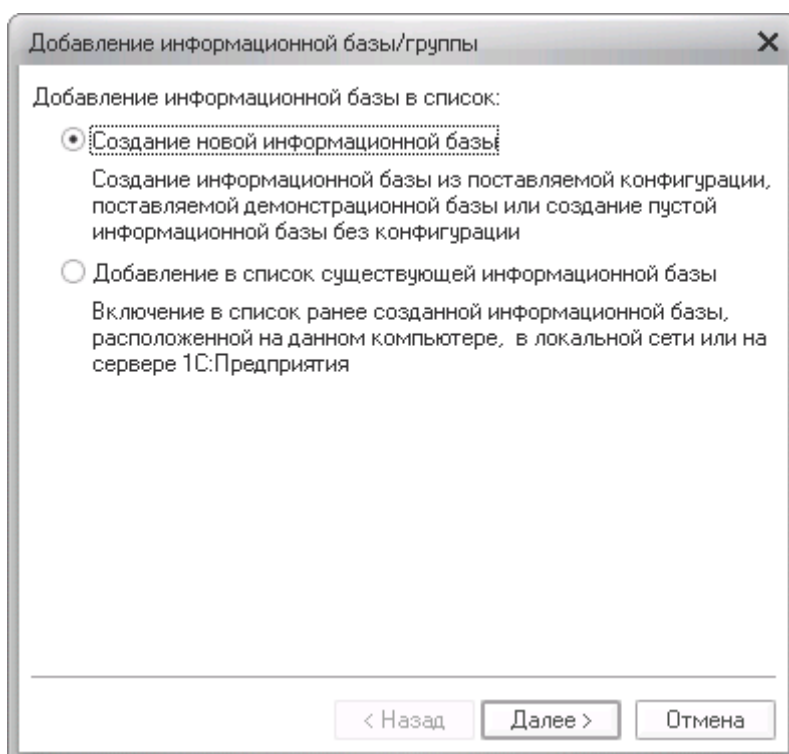 Добавление информационной базы/группы
Добавление информационной базы в список:
Создание новой информационной базы
Создание информационной базы из поставляемой конфигурации,
поставляемой демонстрационной базы или создание пустой
информационной базы без конфигурации
Добавление в список существующей информационной базы
Включение в список ранее созданной информационной базы,
расположенной на данном компьютере, в локальной сети или на
сервере 1С:Предприятия
< Назад Далее > Отмена